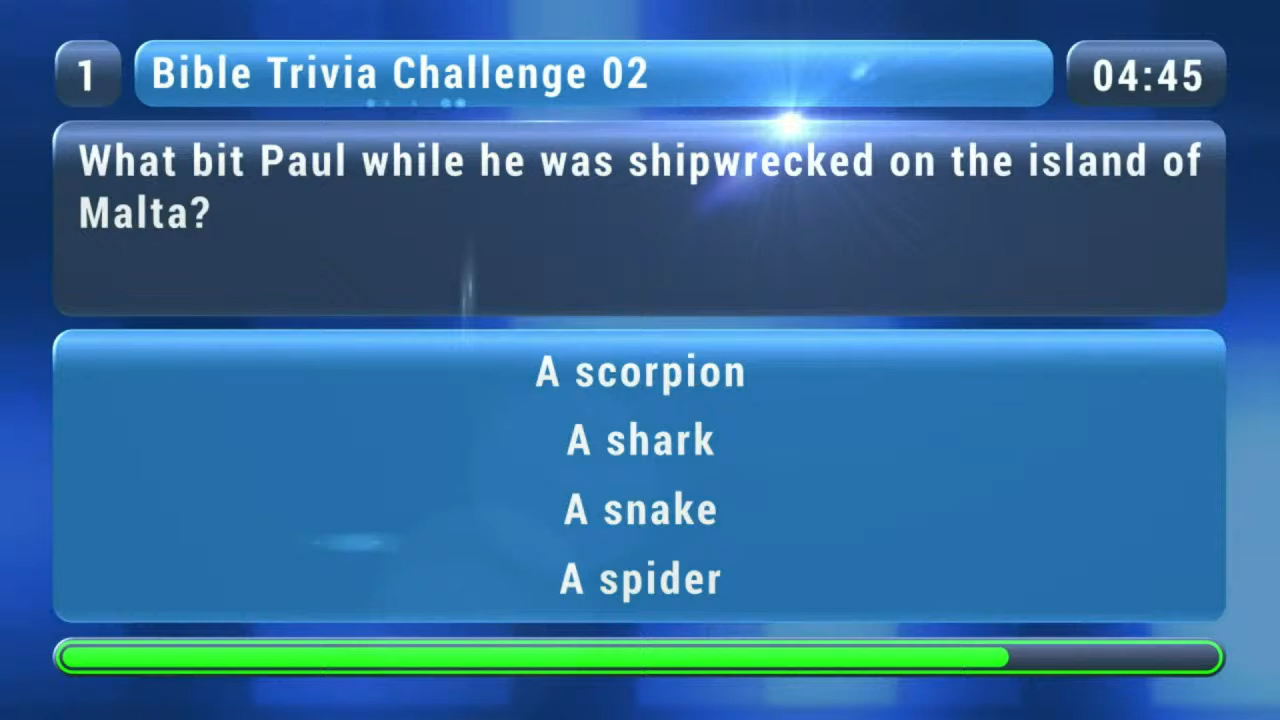 1
Bible Trivia Challenge 02
04:45
What bit Paul while he was shipwrecked on the island of
Malta?
A scorpion
A shark
A snake
A spider